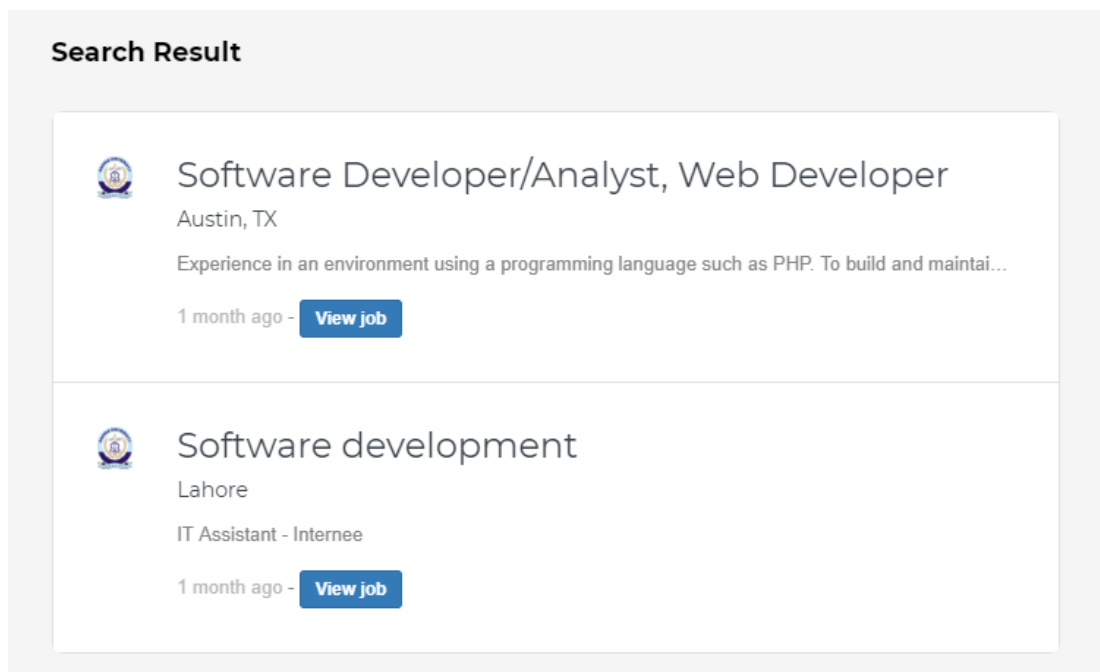 Search Result
Software Developer/Analyst, Web Developer
Austin, TX
Experience in an environment using a programming language such as PHP. To build and maintai...
1 month ago - View job
Software development
Lahore
IT Assistant - Internee
1 month ago - View job